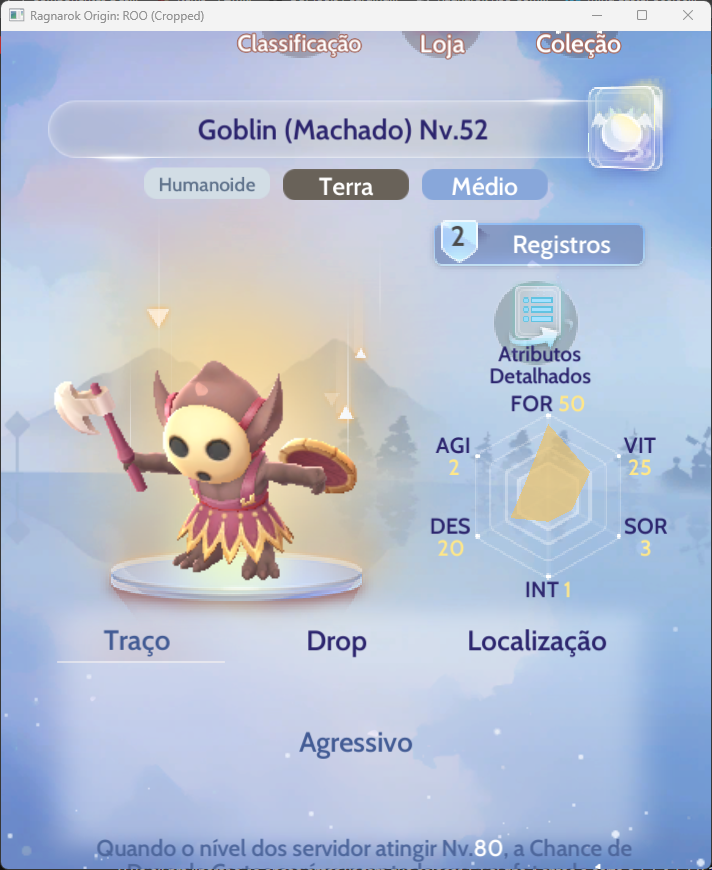 Ragnarok Origin: ROO (Cropped)
Classificação
Loja
Coleção
Goblin (Machado) Nv.52
Humanoide
Terra
Médio
2
Registros
Atributos
Detalhados
FOR 50
AGI
2
VIT
25
DES
20
SOR
3
INT 1
Traço
Drop
Localização
Agressivo
Quando o nível dos servidor atingir Nv.80, a Chance de